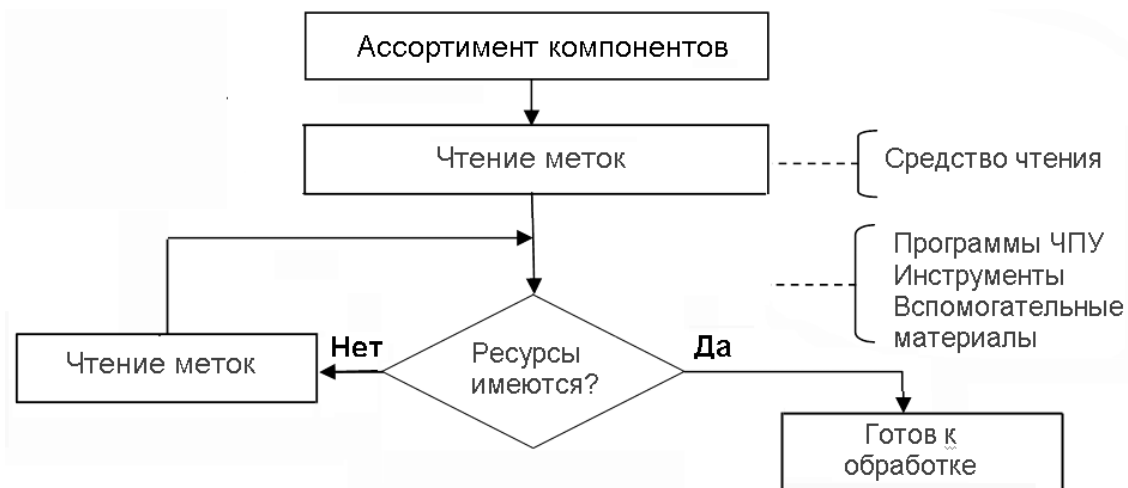 Ассортимент компонентов
Чтение меток
Средство чтения
Программы ЧПУ
Инструменты
Вспомогательные
материалы
Чтение меток
Нет
Ресурсы
имеются?
Да
Готов к
обработке